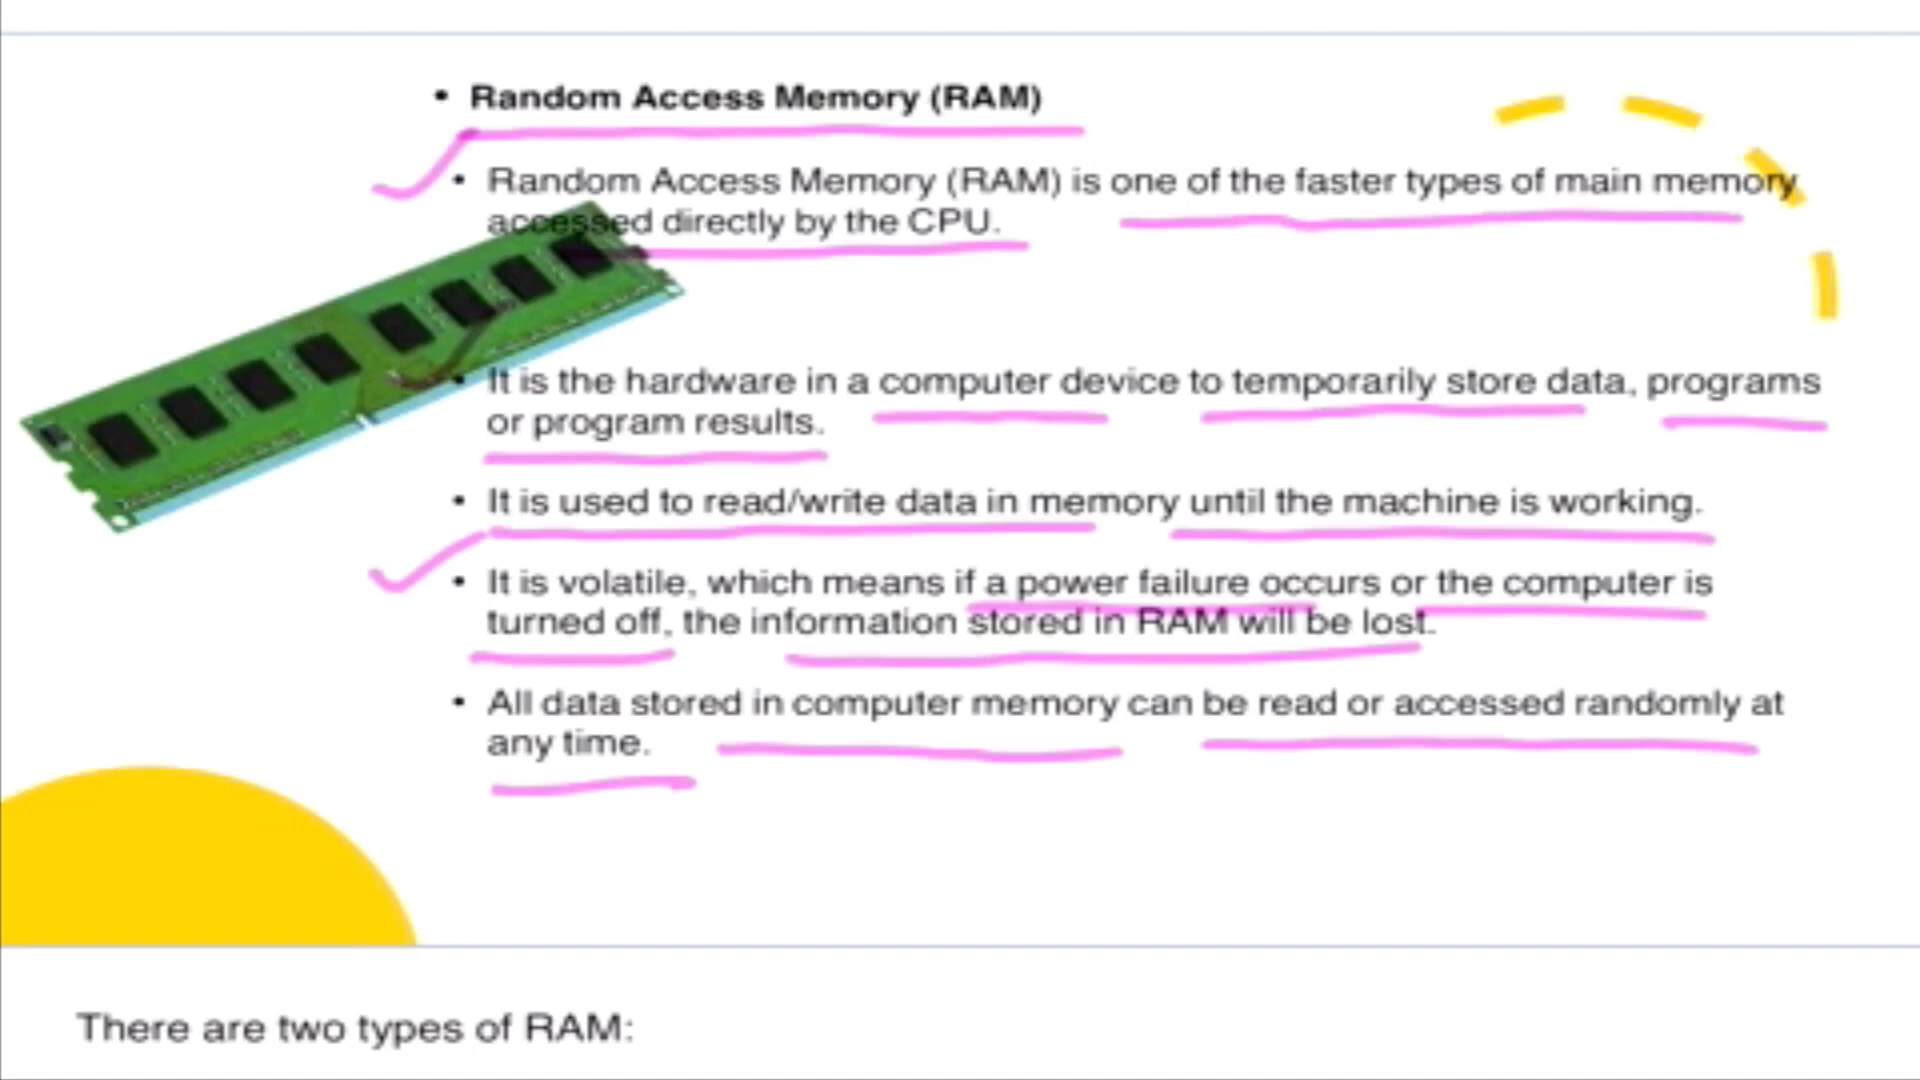 • Random Access Memory (RAM)
• Random Access Memory (RAM) is one of the faster types of main memory
accessed directly by the CPU.
• It is the hardware in a computer device to temporarily store data, programs
or program results.
• It is used to read/write data in memory until the machine is working.
• It is volatile, which means if a power failure occurs or the computer is
turned off, the information stored in RAM will be lost.
• All data stored in computer memory can be read or accessed randomly at
any time.
There are two types of RAM: